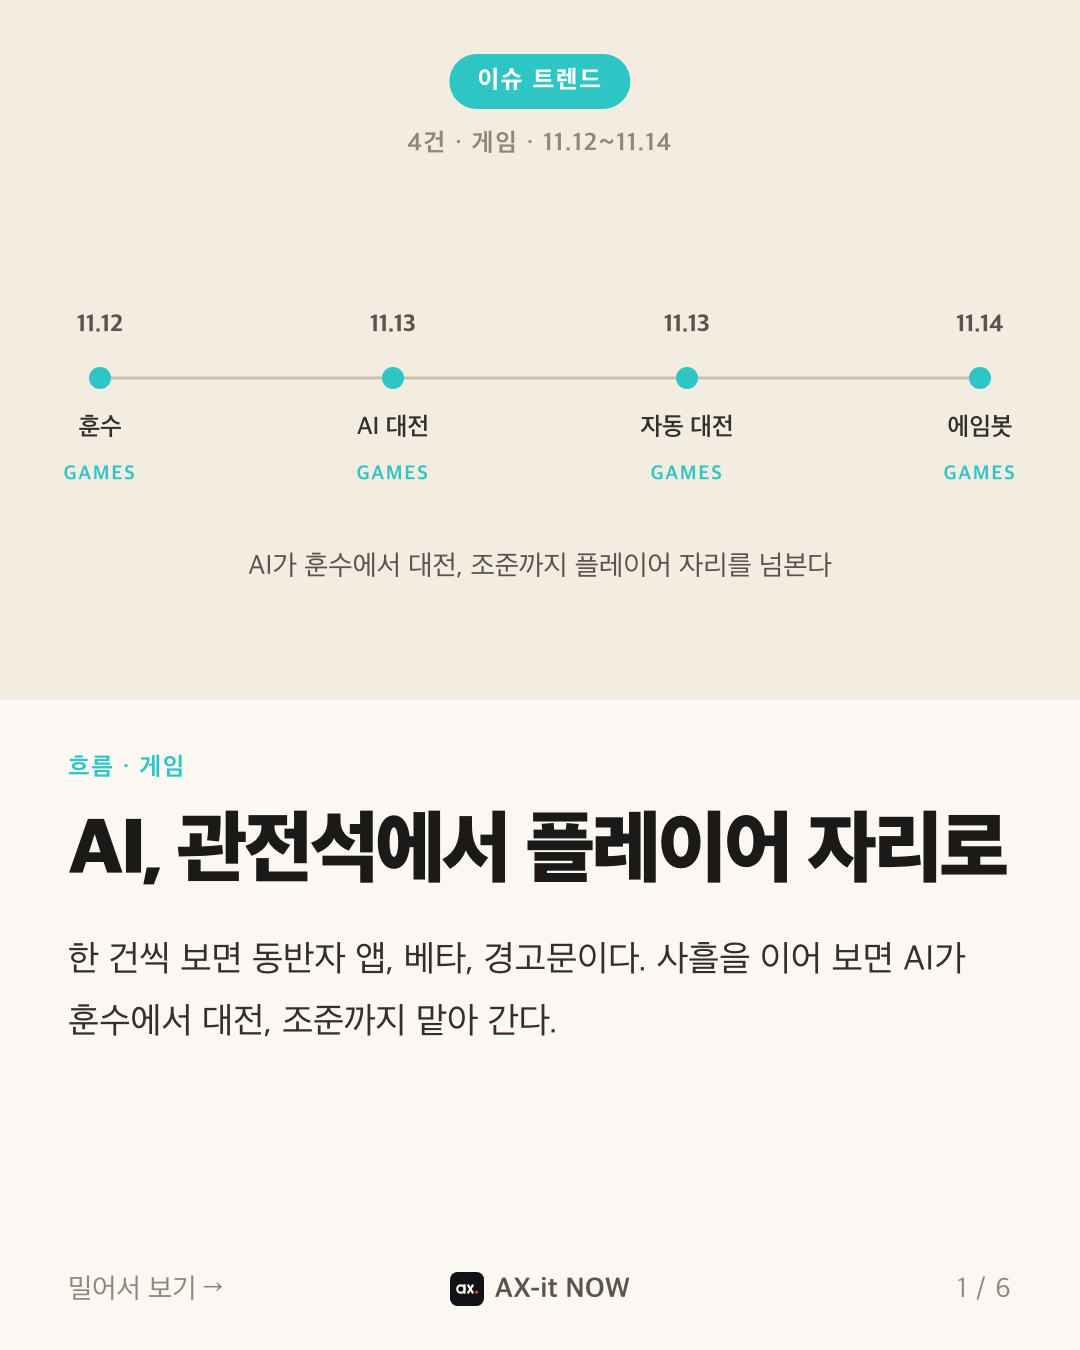 이슈 트렌드
4건 · 게임 · 11.12~11.14
11.12 11.13 11.13 11.14
훈수 AI 대전 자동 대전 에임봇
GAMES GAMES GAMES GAMES
AI가 훈수에서 대전, 조준까지 플레이어 자리를 넘본다
흐름 · 게임
AI, 관전석에서 플레이어 자리로
한 건씩 보면 동반자 앱, 베타, 경고문이다. 사흘을 이어 보면 AI가
훈수에서 대전, 조준까지 맡아 간다.
밀어서 보기 → ax. AX-it NOW 1 / 6